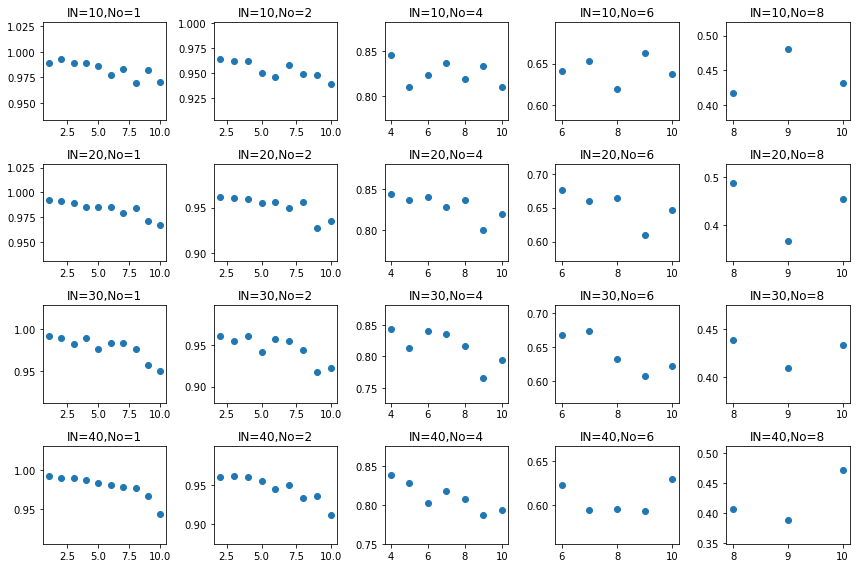 IN=10,No=1 IN=10,No=2 IN=10,No=4 IN=10,No=6 IN=10,No=8
1.025 1.000 0.975 0.950
1.000 0.975 0.950 0.925
0.85 0.80
0.65 0.60
0.50 0.45 0.40
2.5 5.0 7.5 10.0 2.5 5.0 7.5 10.0 4 6 8 10 6 8 10 8 9 10
IN=20,No=1 IN=20,No=2 IN=20,No=4 IN=20,No=6 IN=20,No=8
1.025 1.000 0.975 0.950
0.95 0.90
0.85 0.80
0.70 0.65 0.60
0.5 0.4
2.5 5.0 7.5 10.0 2.5 5.0 7.5 10.0 4 6 8 10 6 8 10 8 9 10
IN=30,No=1 IN=30,No=2 IN=30,No=4 IN=30,No=6 IN=30,No=8
1.00 0.95
0.95 0.90
0.85 0.80 0.75
0.70 0.65 0.60
0.45 0.40
2.5 5.0 7.5 10.0 2.5 5.0 7.5 10.0 4 6 8 10 6 8 10 8 9 10
IN=40,No=1 IN=40,No=2 IN=40,No=4 IN=40,No=6 IN=40,No=8
1.00 0.95
0.95 0.90
0.85 0.80 0.75
0.65 0.60
0.50 0.45 0.40 0.35
2.5 5.0 7.5 10.0 2.5 5.0 7.5 10.0 4 6 8 10 6 8 10 8 9 10